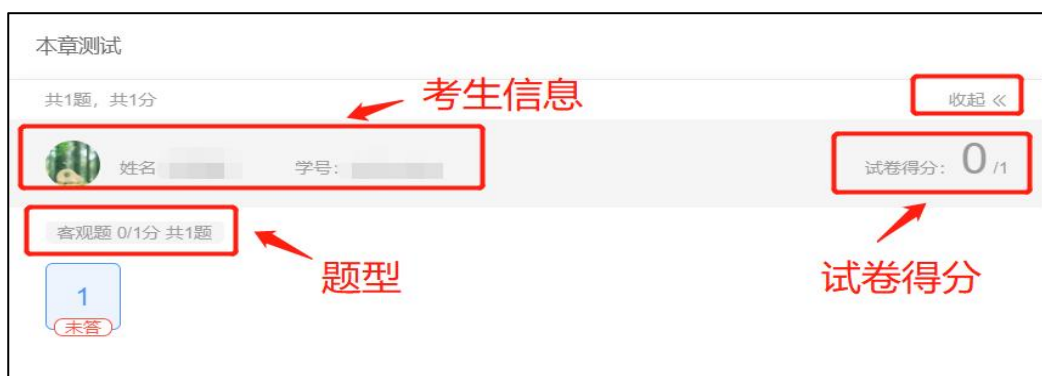 本章测试
共1题，共1分
考生信息
收起 «
姓名
学号：
试卷得分：0 /1
客观题 0/1分 共1题
题型
试卷得分
1
未答